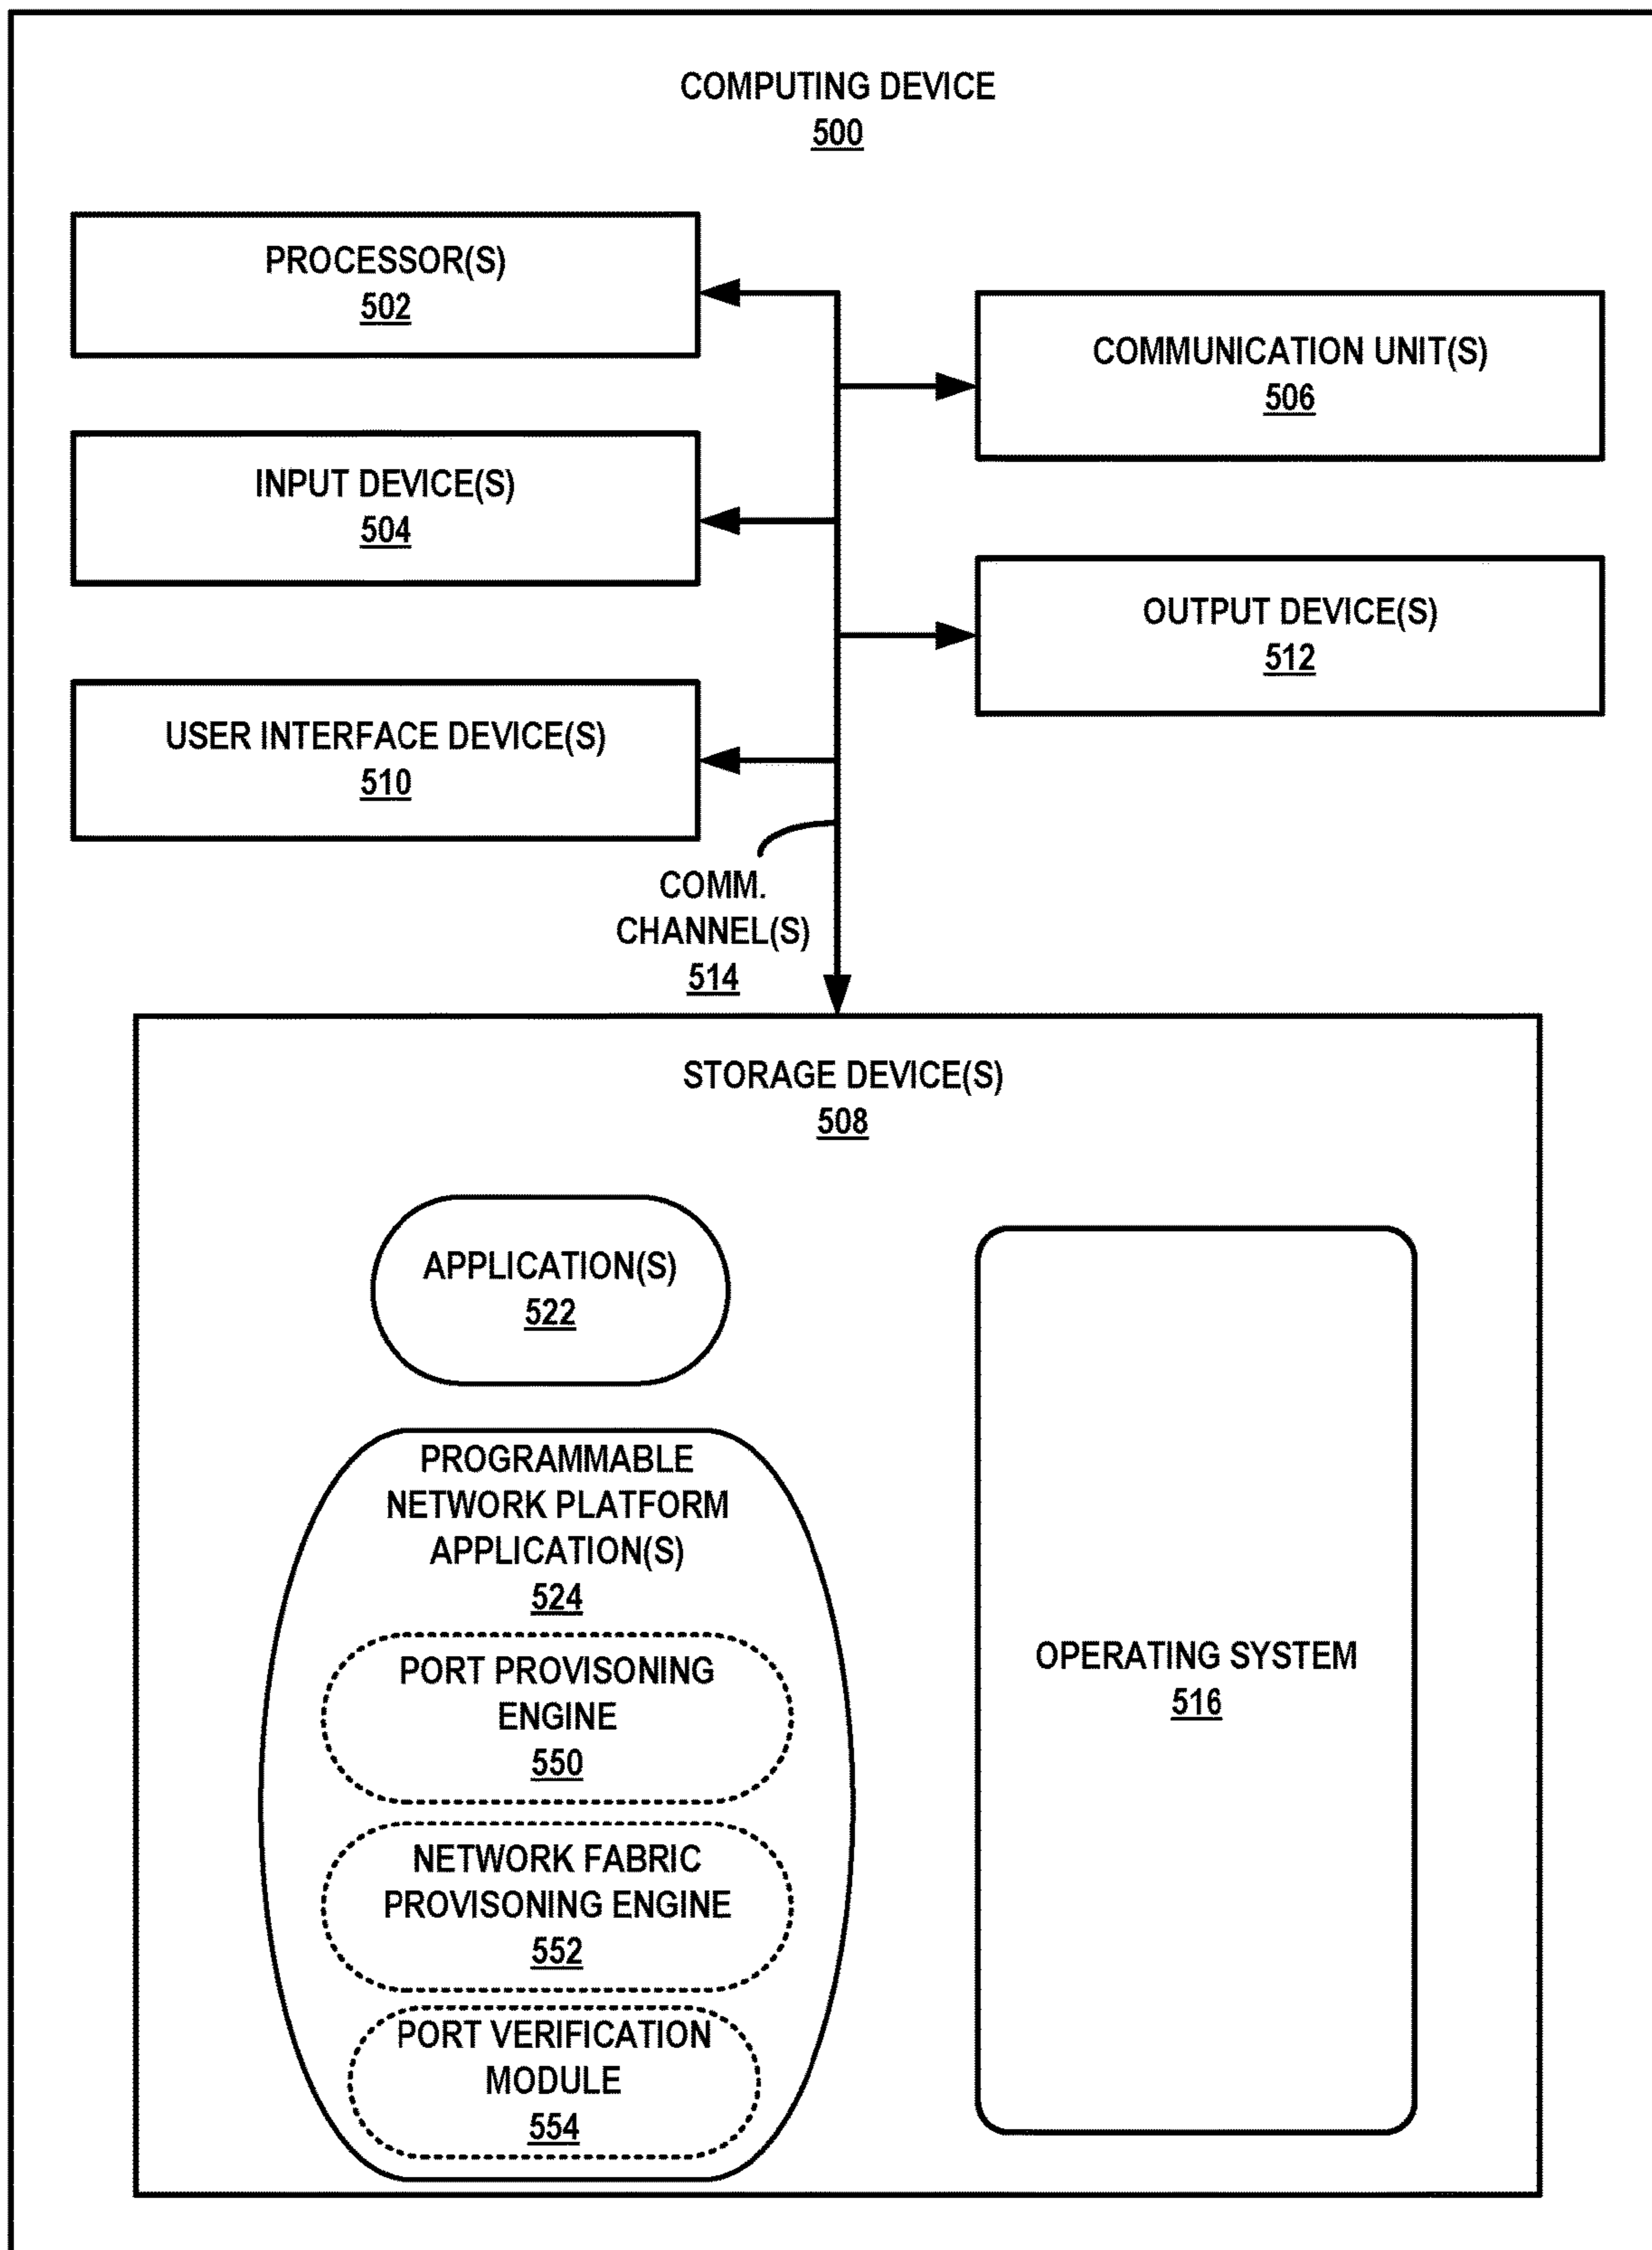 COMPUTING DEVICE
500
PROCESSOR(S)
502
COMMUNICATION UNIT(S)
506
INPUT DEVICE(S)
504
OUTPUT DEVICE(S)
512
USER INTERFACE DEVICE(S)
510
COMM.
CHANNEL(S)
514
STORAGE DEVICE(S)
508
APPLICATION(S)
522
PROGRAMMABLE
NETWORK PLATFORM
APPLICATION(S)
524
PORT PROVISONING
ENGINE
550
NETWORK FABRIC
PROVISONING ENGINE
552
PORT VERIFICATION
MODULE
554
OPERATING SYSTEM
516